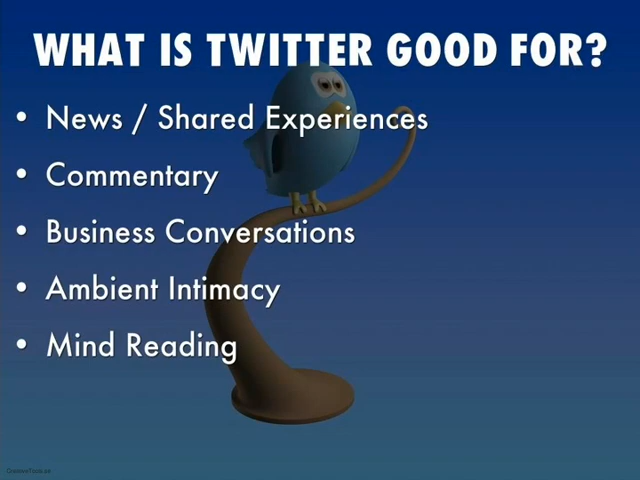 WHAT IS TWITTER GOOD FOR?
• News / Shared Experiences
• Commentary
• Business Conversations
• Ambient Intimacy
• Mind Reading